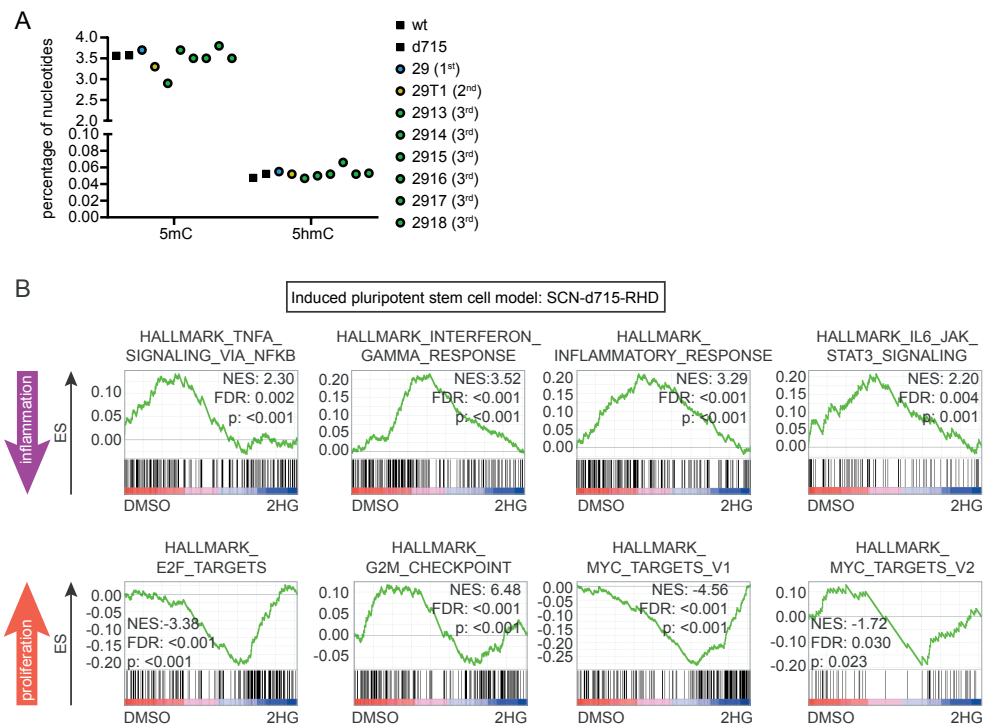 A
percentage of nucleotides
4.0
3.5
3.0
2.5
2.0
0.10
0.08
0.06
0.04
0.02
0.00
5mC
5hmC
wt
d715
29 (1st)
29T1 (2nd)
2913 (3rd)
2914 (3rd)
2915 (3rd)
2916 (3rd)
2917 (3rd)
2918 (3rd)
B
Induced pluripotent stem cell model: SCN-d715-RHD
inflammation
ES
HALLMARK_TNFA_
SIGNALING_VIA_NFKB
0.10
0.05
0.00
NES: 2.30
FDR: 0.002
p: <0.001
DMSO 2HG
HALLMARK_INTERFERON_
GAMMA_RESPONSE
0.20
0.15
0.10
0.05
0.00
NES:3.52
FDR: <0.001
p: <0.001
DMSO 2HG
HALLMARK_
INFLAMMATORY_RESPONSE
0.20
0.15
0.10
0.05
0.00
NES: 3.29
FDR: <0.001
p: <0.001
DMSO 2HG
HALLMARK_IL6_JAK_
STAT3_SIGNALING
0.20
0.15
0.10
0.05
0.00
NES: 2.20
FDR: 0.004
p: 0.001
DMSO 2HG
proliferation
ES
HALLMARK_
E2F_TARGETS
0.00
-0.05
-0.10
-0.15
-0.20
NES:-3.38
FDR: <0.001
p: <0.001
DMSO 2HG
HALLMARK_
G2M_CHECKPOINT
0.10
0.05
0.00
-0.05
NES: 6.48
FDR: <0.001
p: <0.001
DMSO 2HG
HALLMARK_
MYC_TARGETS_V1
0.00
-0.05
-0.10
-0.15
-0.20
-0.25
NES: -4.56
FDR: <0.001
p: <0.001
DMSO 2HG
HALLMARK_
MYC_TARGETS_V2
0.10
0.00
-0.10
-0.20
NES: -1.72
FDR: 0.030
p: 0.023
DMSO 2HG